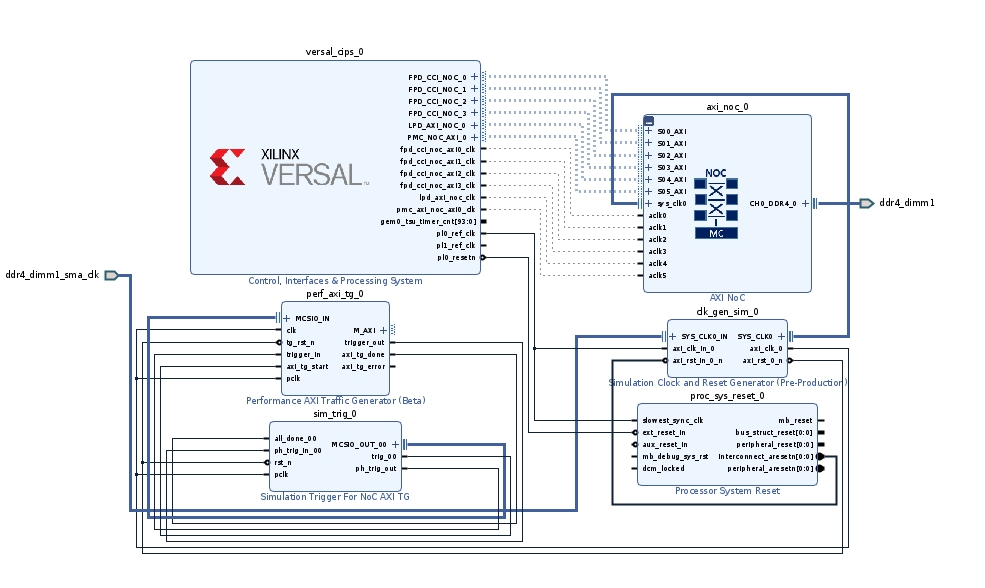 versal_cips_0
FPD_CCI_NOC_0
FPD_CCI_NOC_1
FPD_CCI_NOC_2
FPD_CCI_NOC_3
LPD_AXI_NOC_0
PMC_NOC_AXI_0
fpd_cci_noc_axi0_clk
fpd_cci_noc_axi1_clk
fpd_cci_noc_axi2_clk
fpd_cci_noc_axi3_clk
lpd_axi_noc_clk
pmc_axi_noc_axi0_clk
gem0_tsu_timer_cnt[93:0]
pl0_ref_clk
pl1_ref_clk
pl0_resetn
XILINX
VERSAL™
Control, Interfaces & Processing System
axi_noc_0
S00_AXI
S01_AXI
S02_AXI
S03_AXI
S04_AXI
S05_AXI
sys_clk0
aclk0
aclk1
aclk2
aclk3
aclk4
aclk5
NOC
MC
CH0_DDR4_0
AXI NoC
ddr4_dimm1
ddr4_dimm1_sma_clk
perf_axi_tg_0
MCSIO_IN
clk
tg_rst_n
trigger_in
axi_tg_start
pclk
M_AXI
trigger_out
axi_tg_done
axi_tg_error
Performance AXI Traffic Generator (Beta)
clk_gen_sim_0
SYS_CLK0_IN
axi_clk_in_0
axi_rst_in_0_n
SYS_CLK0
axi_clk_0
axi_rst_0_n
Simulation Clock and Reset Generator (Pre-Production)
sim_trig_0
all_done_00
ph_trig_in_00
rst_n
pclk
MCSIO_OUT_00
trig_00
ph_trig_out
Simulation Trigger For NoC AXI TG
proc_sys_reset_0
slowest_sync_clk
ext_reset_in
aux_reset_in
mb_debug_sys_rst
dcm_locked
mb_reset
bus_struct_reset[0:0]
peripheral_reset[0:0]
interconnect_aresetn[0:0]
peripheral_aresetn[0:0]
Processor System Reset